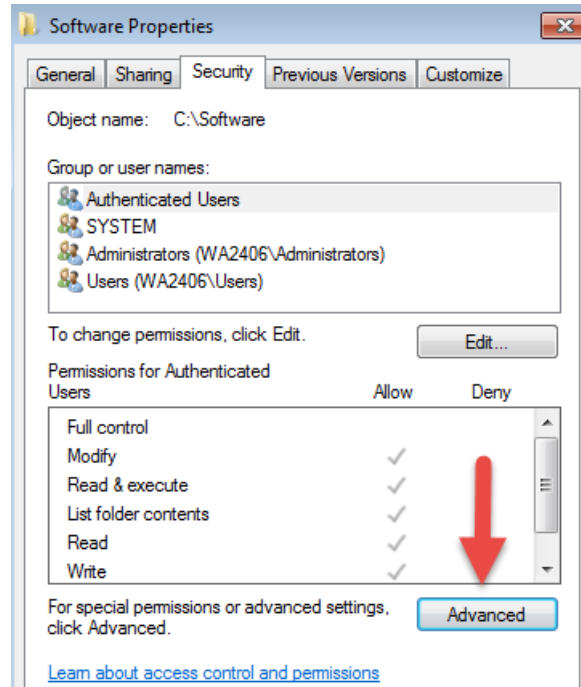 Software Properties
General Sharing Security Previous Versions Customize
Object name: C:\Software
Group or user names:
Authenticated Users
SYSTEM
Administrators (WA2406\Administrators)
Users (WA2406\Users)
To change permissions, click Edit.
Edit...
Permissions for Authenticated
Users Allow Deny
Full control
Modify
Read & execute
List folder contents
Read
Write
For special permissions or advanced settings,
click Advanced.
Advanced
Learn about access control and permissions